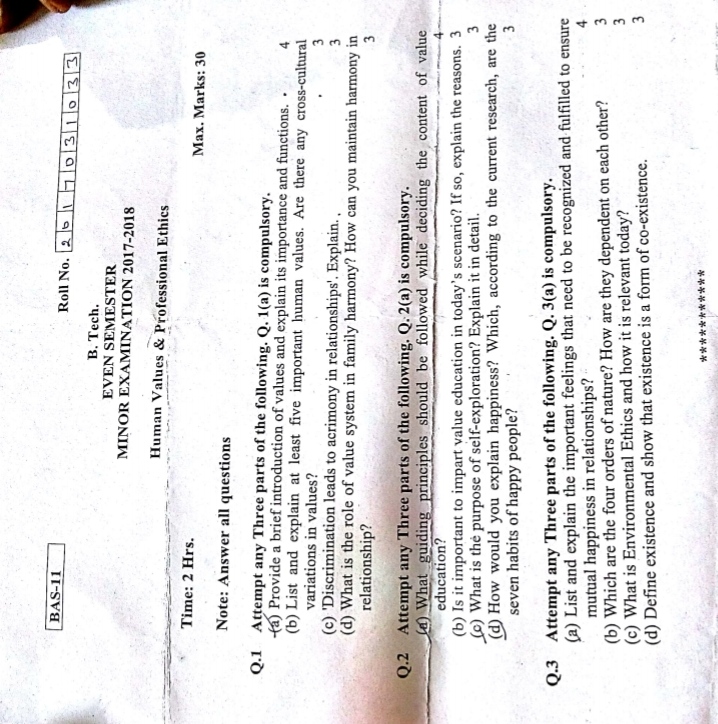 BAS-11
Roll No. 2017031033
B. Tech.
EVEN SEMESTER
MINOR EXAMINATION 2017-2018
Human Values & Professional Ethics
Time: 2 Hrs.
Max. Marks: 30
Note: Answer all questions
Q.1 Attempt any Three parts of the following. Q. 1(a) is compulsory.
(a) Provide a brief introduction of values and explain its importance and functions. 4
(b) List and explain at least five important human values. Are there any cross-cultural
variations in values? 3
(c) 'Discrimination leads to acrimony in relationships'. Explain. 3
(d) What is the role of value system in family harmony? How can you maintain harmony in
relationship? 3
Q.2 Attempt any Three parts of the following. Q. 2(a) is compulsory.
(a) What guiding principles should be followed while deciding the content of value
education? 4
(b) Is it important to impart value education in today's scenario? If so, explain the reasons. 3
(c) What is the purpose of self-exploration? Explain it in detail. 3
(d) How would you explain happiness? Which, according to the current research, are the
seven habits of happy people? 3
Q.3 Attempt any Three parts of the following. Q. 3(a) is compulsory.
(a) List and explain the important feelings that need to be recognized and fulfilled to ensure
mutual happiness in relationships? 4
(b) Which are the four orders of nature? How are they dependent on each other? 3
(c) What is Environmental Ethics and how it is relevant today? 3
(d) Define existence and show that existence is a form of co-existence. 3
***********